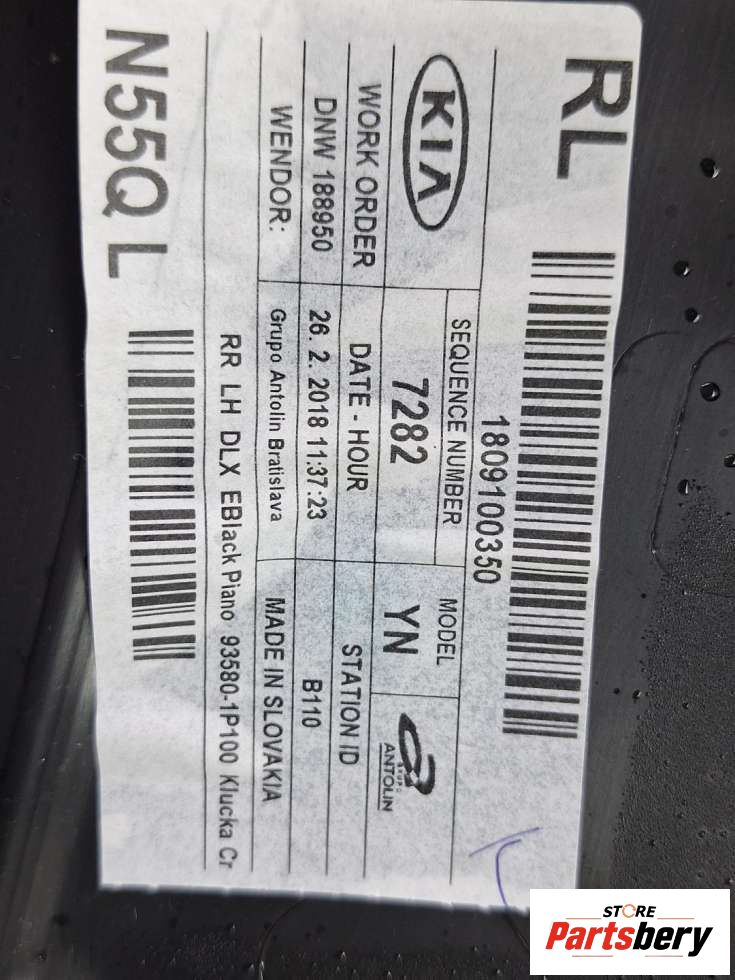 RL
1809100350
KIA
SEQUENCE NUMBER
7282
MODEL
YN
GRUPO
ANTOLIN
WORK ORDER
DATE - HOUR
STATION ID
DNW 188950
26. 2. 2018 11:37:23
B110
WENDOR:
Grupo Antolin Bratislava
MADE IN SLOVAKIA
RR LH DLX EBlack Piano 93580-1P100 Klucka Cr
N55Q L
STORE
Partsbery